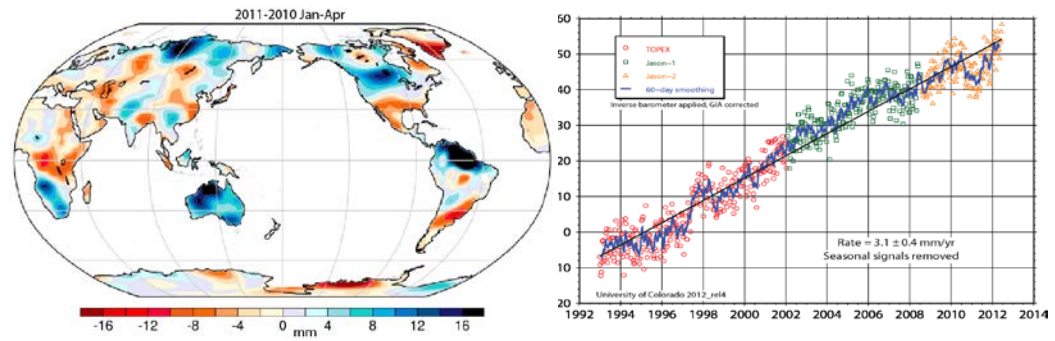 2011-2010 Jan-Apr
-16 -12 -8 -4 0 4 8 12 16
mm
60
50
40
30
20
10
0
10
20
TOPEX
Jason-1
Jason-2
60-day smoothing
Inverse barometer applied, GIA corrected
Rate = 3.1 ± 0.4 mm/yr
Seasonal signals removed
University of Colorado 2012_rel4
1992 1994 1996 1998 2000 2002 2004 2006 2008 2010 2012 2014